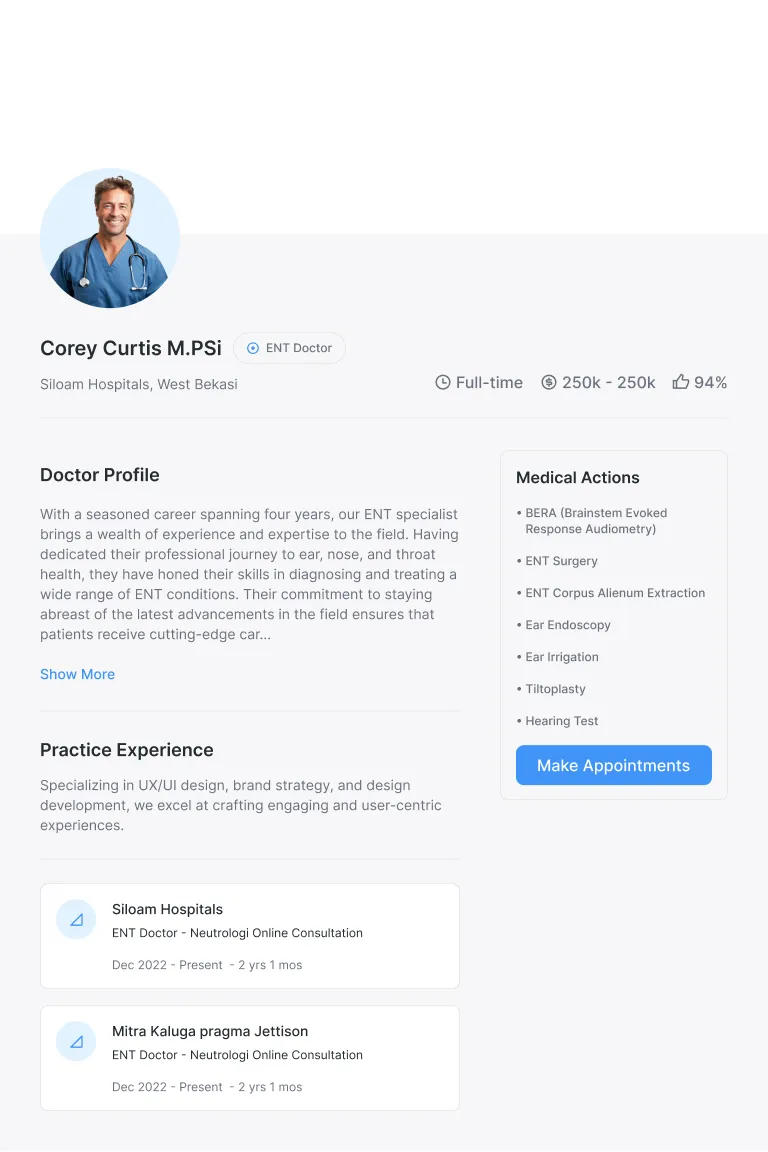 Corey Curtis M.PSi
ENT Doctor
Siloam Hospitals, West Bekasi
Full-time
250k - 250k
94%
Doctor Profile
With a seasoned career spanning four years, our ENT specialist
brings a wealth of experience and expertise to the field. Having
dedicated their professional journey to ear, nose, and throat
health, they have honed their skills in diagnosing and treating a
wide range of ENT conditions. Their commitment to staying
abreast of the latest advancements in the field ensures that
patients receive cutting-edge car...
Show More
Practice Experience
Specializing in UX/UI design, brand strategy, and design
development, we excel at crafting engaging and user-centric
experiences.
Siloam Hospitals
ENT Doctor - Neutrologi Online Consultation
Dec 2022 - Present - 2 yrs 1 mos
Mitra Kaluga pragma Jettison
ENT Doctor - Neutrologi Online Consultation
Dec 2022 - Present - 2 yrs 1 mos
Medical Actions
• BERA (Brainstem Evoked
Response Audiometry)
• ENT Surgery
• ENT Corpus Alienum Extraction
• Ear Endoscopy
• Ear Irrigation
• Tiltoplasty
• Hearing Test
Make Appointments